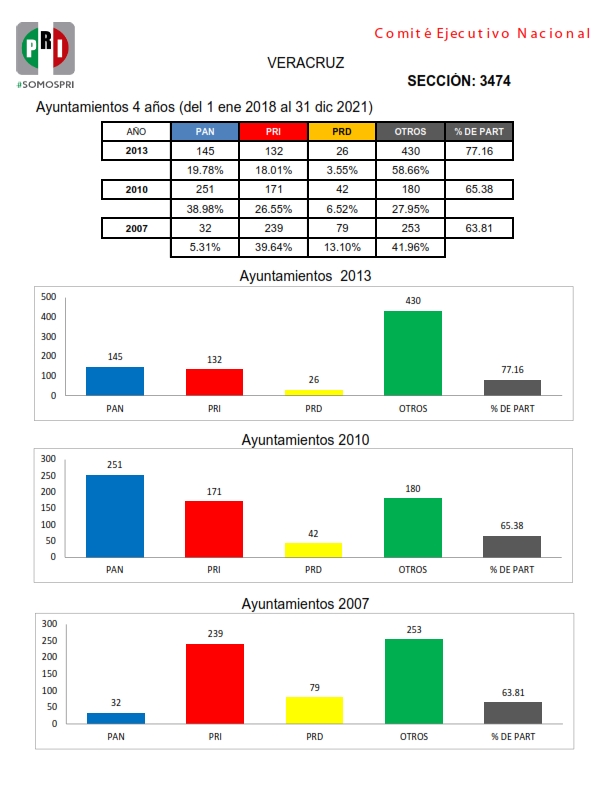 PRI
#SOMOSPRI
Comité Ejecutivo Nacional
VERACRUZ
SECCIÓN: 3474
Ayuntamientos 4 años (del 1 ene 2018 al 31 dic 2021)
AÑO PAN PRI PRD OTROS % DE PART
2013 145 132 26 430 77.16
19.78% 18.01% 3.55% 58.66%
2010 251 171 42 180 65.38
38.98% 26.55% 6.52% 27.95%
2007 32 239 79 253 63.81
5.31% 39.64% 13.10% 41.96%
Ayuntamientos 2013
500
400
300
200
100
0
145 132 26 430 77.16
PAN PRI PRD OTROS % DE PART
Ayuntamientos 2010
300
250
200
150
100
50
0
251 171 42 180 65.38
PAN PRI PRD OTROS % DE PART
Ayuntamientos 2007
300
250
200
150
100
50
0
32 239 79 253 63.81
PAN PRI PRD OTROS % DE PART